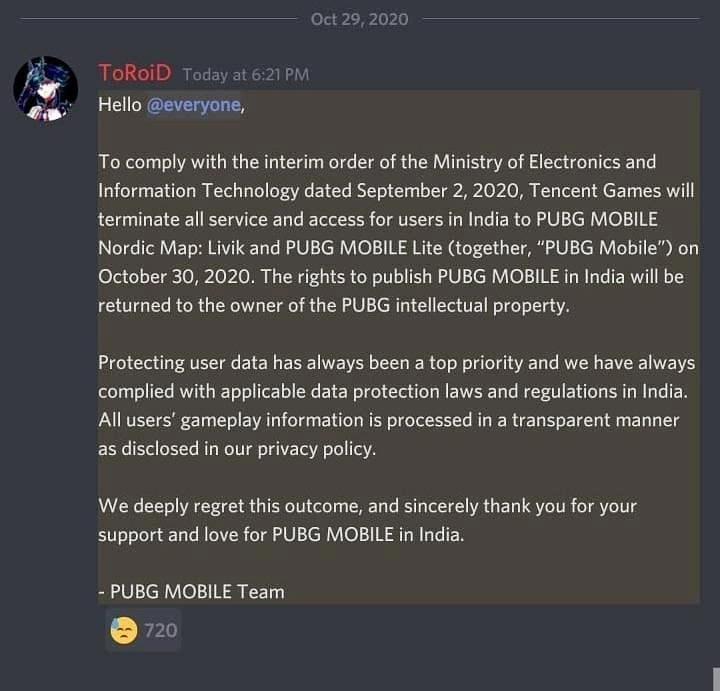 Oct 29, 2020
ToRoiD Today at 6:21 PM
Hello @everyone,
To comply with the interim order of the Ministry of Electronics and
Information Technology dated September 2, 2020, Tencent Games will
terminate all service and access for users in India to PUBG MOBILE
Nordic Map: Livik and PUBG MOBILE Lite (together, “PUBG Mobile”) on
October 30, 2020. The rights to publish PUBG MOBILE in India will be
returned to the owner of the PUBG intellectual property.
Protecting user data has always been a top priority and we have always
complied with applicable data protection laws and regulations in India.
All users’ gameplay information is processed in a transparent manner
as disclosed in our privacy policy.
We deeply regret this outcome, and sincerely thank you for your
support and love for PUBG MOBILE in India.
- PUBG MOBILE Team
720